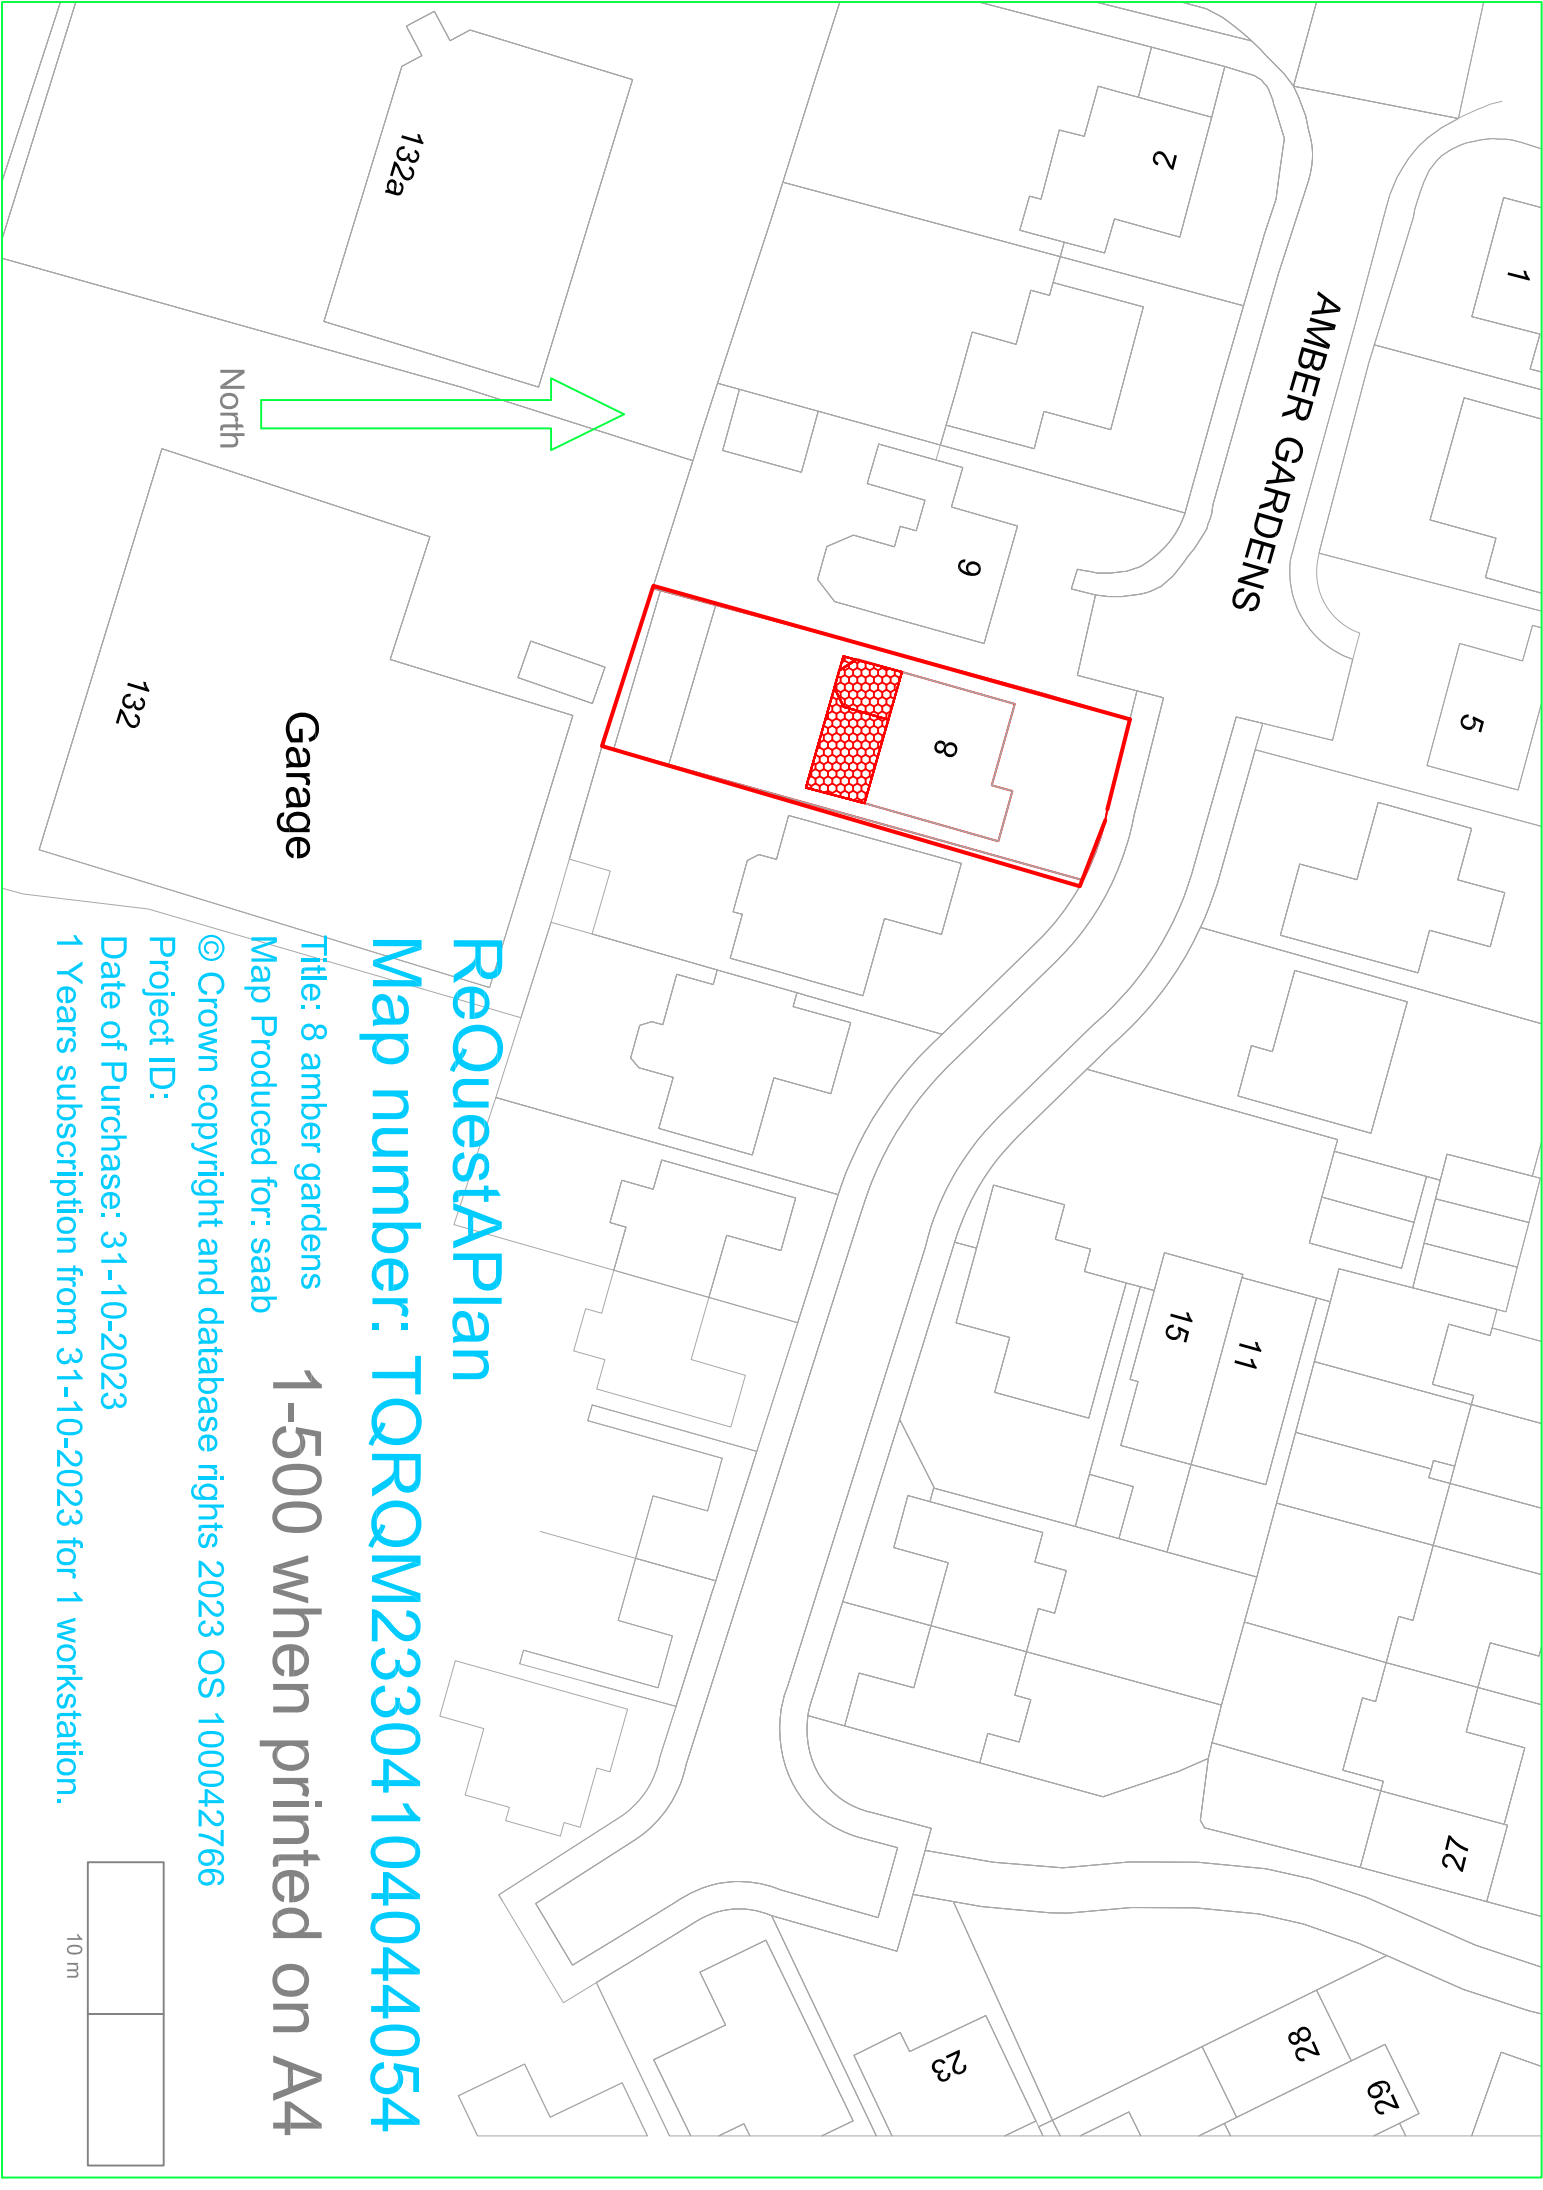 1
27
5
29
28
AMBER GARDENS
11
15
2
6
8
23
ReQuestAPlan
Map number: TQRQM23304104044054
132a
Title: 8 amber gardens
Garage
1-500 when printed on A4
Map Produced for: saab
North
© Crown copyright and database rights 2023 OS 100042766
Project ID:
132
Date of Purchase: 31-10-2023
1 Years subscription from 31-10-2023 for 1 workstation.
10 m